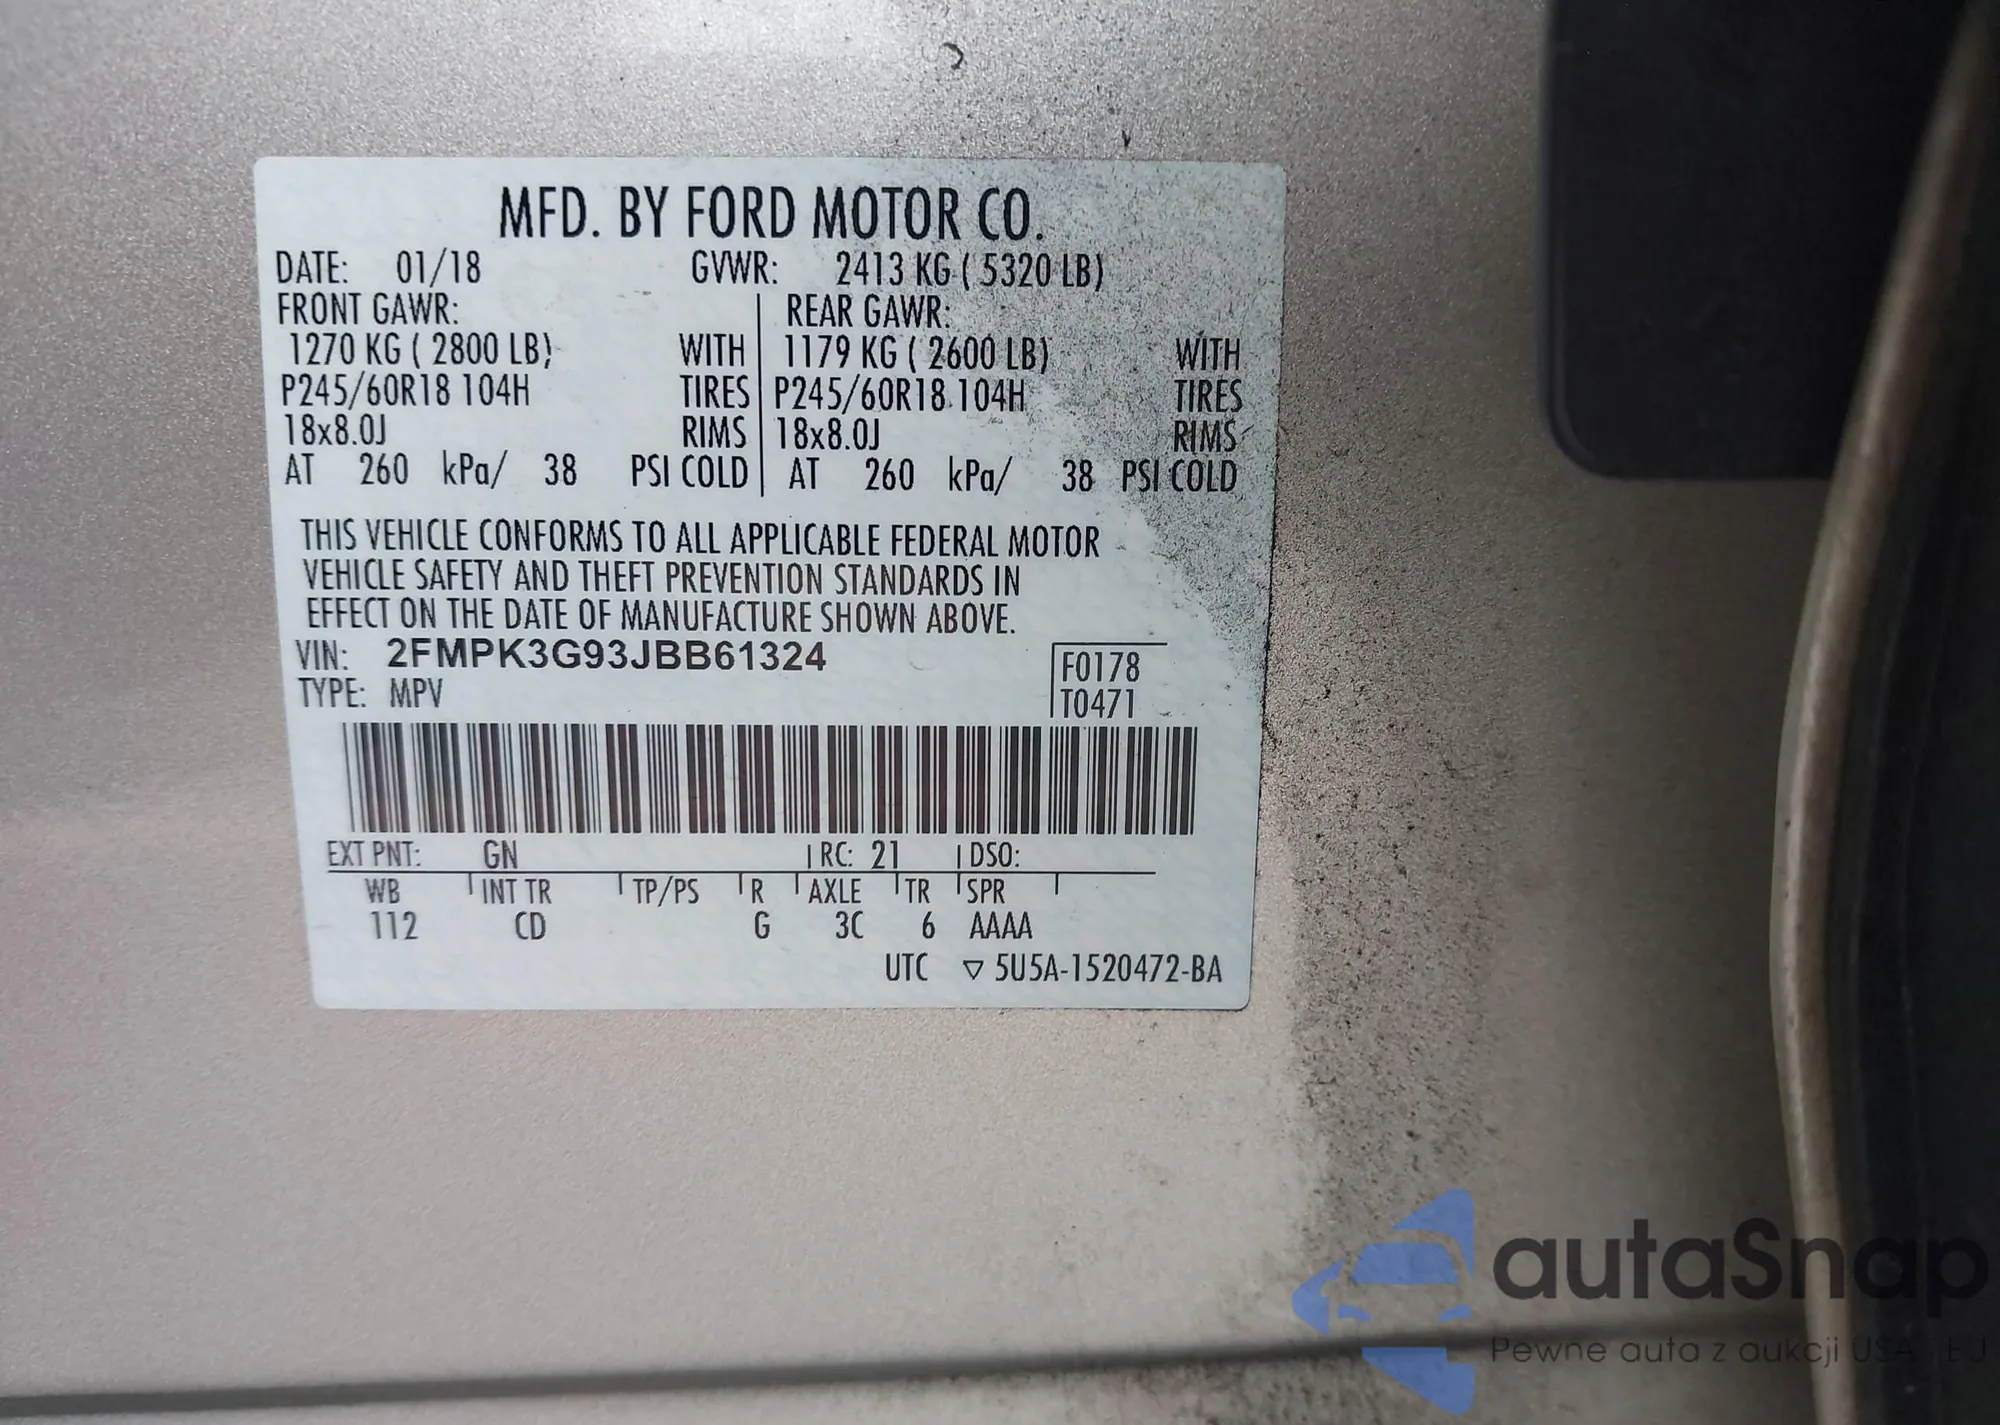 MFD. BY FORD MOTOR CO.
DATE: 01/18 GVWR: 2413 KG ( 5320 LB)
FRONT GAWR: REAR GAWR:
1270 KG ( 2800 LB) WITH 1179 KG ( 2600 LB) WITH
P245/60R18 104H TIRES P245/60R18 104H TIRES
18x8.0J RIMS 18x8.0J RIMS
AT 260 kPa/ 38 PSI COLD AT 260 kPa/ 38 PSI COLD
THIS VEHICLE CONFORMS TO ALL APPLICABLE FEDERAL MOTOR
VEHICLE SAFETY AND THEFT PREVENTION STANDARDS IN
EFFECT ON THE DATE OF MANUFACTURE SHOWN ABOVE.
VIN: 2FMPK3G93JBB61324 F0178
TYPE: MPV T0471
EXT PNT: GN RC: 21 DSO:
WB INT TR TP/PS R AXLE TR SPR
112 CD G 3C 6 AAAA
UTC ▽ 5U5A-1520472-BA
autaSnap
Pewne auta z aukcji USA